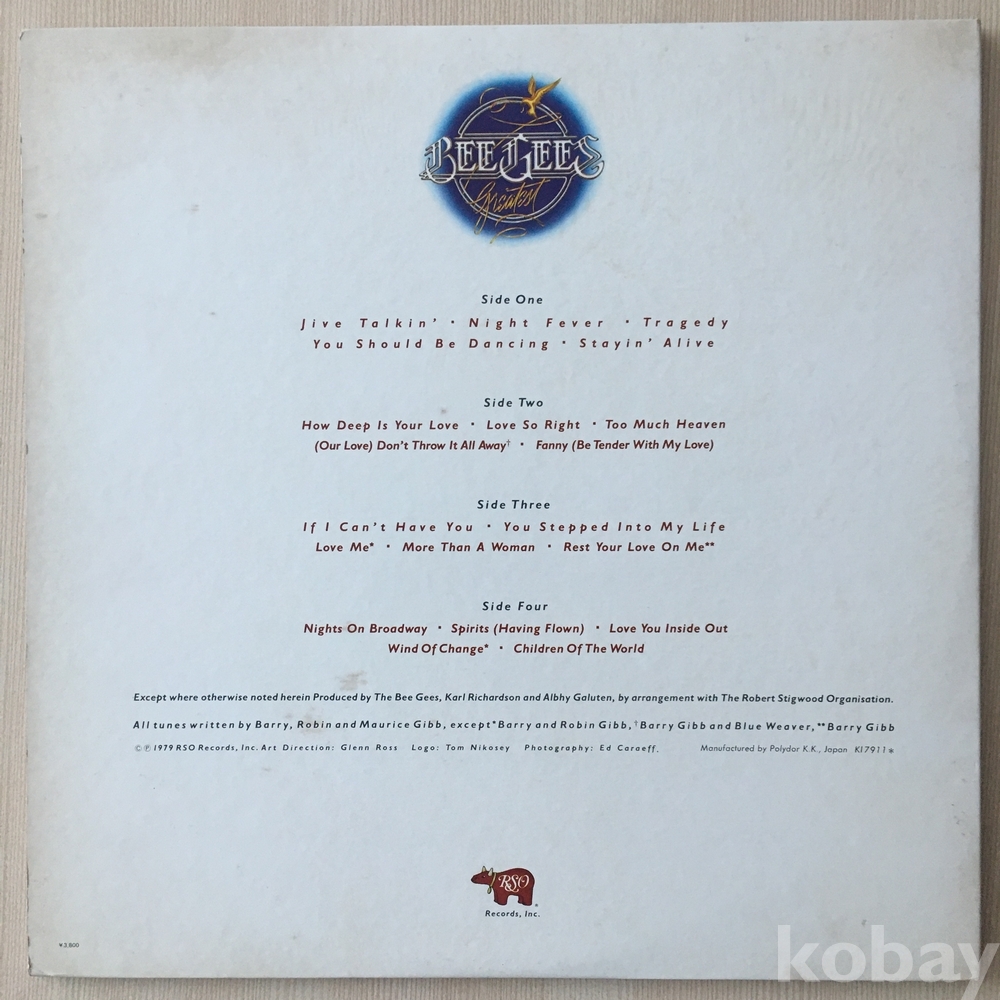 BEE GEES
Greatest
Side One
Jive Talkin' • Night Fever • Tragedy
You Should Be Dancing • Stayin' Alive
Side Two
How Deep Is Your Love • Love So Right • Too Much Heaven
(Our Love) Don't Throw It All Away† • Fanny (Be Tender With My Love)
Side Three
If I Can't Have You • You Stepped Into My Life
Love Me* • More Than A Woman • Rest Your Love On Me**
Side Four
Nights On Broadway • Spirits (Having Flown) • Love You Inside Out
Wind Of Change* • Children Of The World
Except where otherwise noted herein Produced by The Bee Gees, Karl Richardson and Albhy Galuten, by arrangement with The Robert Stigwood Organisation.
All tunes written by Barry, Robin and Maurice Gibb, except *Barry and Robin Gibb, †Barry Gibb and Blue Weaver, **Barry Gibb
©℗ 1979 RSO Records, Inc. Art Direction: Glenn Ross Logo: Tom Nikosey Photography: Ed Caraeff. Manufactured by Polydor K.K., Japan KI7911※
RSO
Records, Inc.
¥3,800
kobay